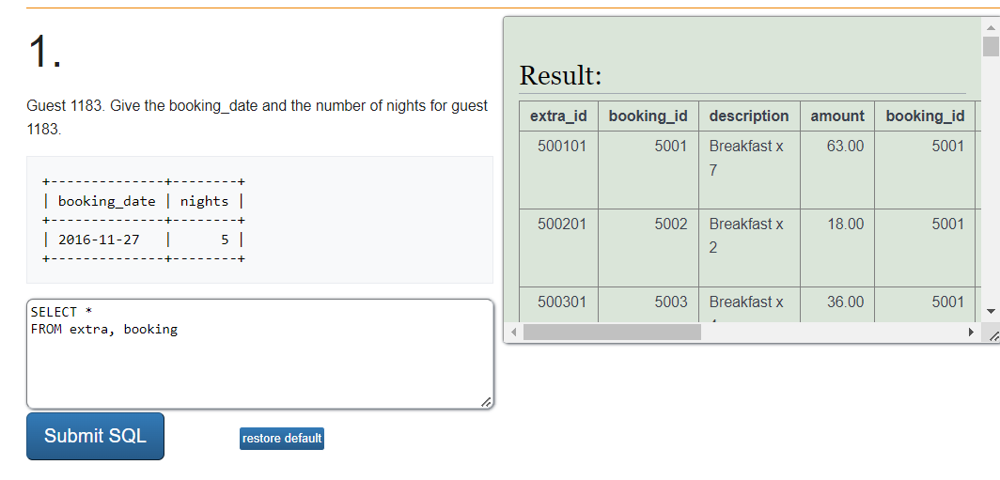 1.
Guest 1183. Give the booking_date and the number of nights for guest
1183.
+--------------+--------+
| booking_date | nights |
+--------------+--------+
| 2016-11-27   |      5 |
+--------------+--------+
SELECT *
FROM extra, booking
Submit SQL
restore default
Result:
extra_id booking_id description amount booking_id
500101 5001 Breakfast x 63.00 5001
7
500201 5002 Breakfast x 18.00 5001
2
500301 5003 Breakfast x 36.00 5001